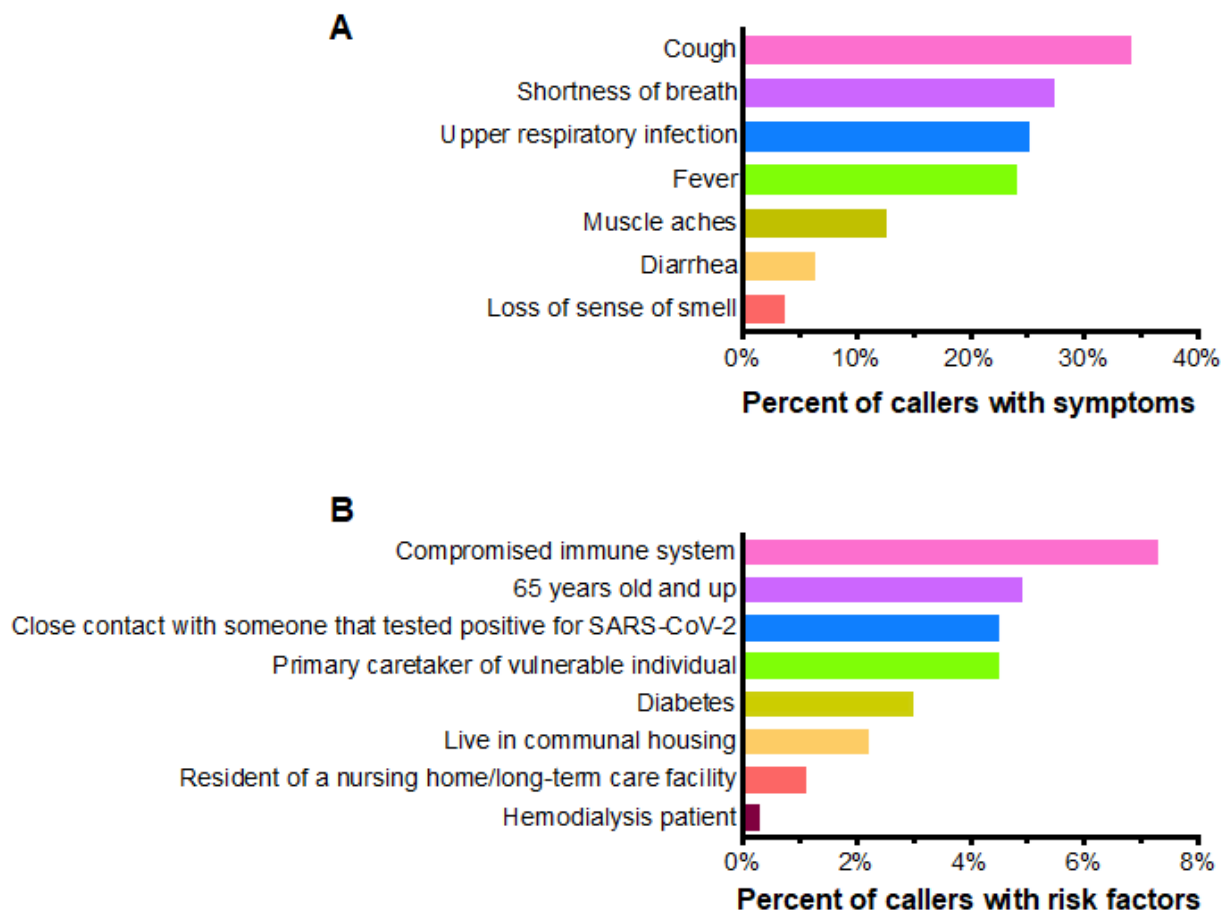 A
Cough
Shortness of breath
Upper respiratory infection
Fever
Muscle aches
Diarrhea
Loss of sense of smell
0% 10% 20% 30% 40%
Percent of callers with symptoms
B
Compromised immune system
65 years old and up
Close contact with someone that tested positive for SARS-CoV-2
Primary caretaker of vulnerable individual
Diabetes
Live in communal housing
Resident of a nursing home/long-term care facility
Hemodialysis patient
0% 2% 4% 6% 8%
Percent of callers with risk factors